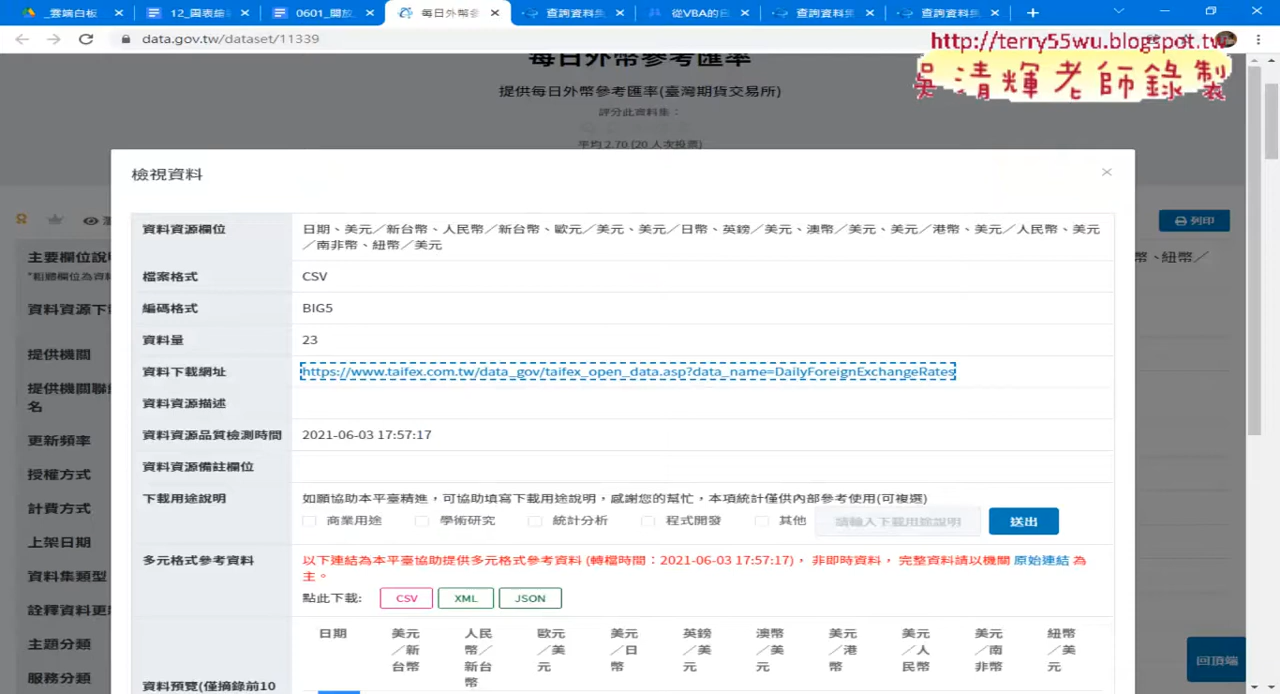 _雲端白板
12_圖表繪
0601_開放
每日外幣參
查詢資料集
從VBA的E
查詢資料集
查詢資料集
data.gov.tw/dataset/11339
http://terry55wu.blogspot.tw
吳清輝老師錄製
每日外幣參考匯率
提供每日外幣參考匯率(臺灣期貨交易所)
評分此資料集：
平均 2.70 (20 人次投票)
檢視資料
×
資料資源欄位
日期、美元／新台幣、人民幣／新台幣、歐元／美元、美元／日幣、英鎊／美元、澳幣／美元、美元／港幣、美元／人民幣、美元
／南非幣、紐幣／美元
檔案格式
CSV
編碼格式
BIG5
資料量
23
資料下載網址
https://www.taifex.com.tw/data_gov/taifex_open_data.asp?data_name=DailyForeignExchangeRates
資料資源描述
資料資源品質檢測時間
2021-06-03 17:57:17
資料資源備註欄位
下載用途說明
如願協助本平臺精進，可協助填寫下載用途說明，感謝您的幫忙，本項統計僅供內部參考使用(可複選)
商業用途 學術研究 統計分析 程式開發 其他 請輸入下載用途說明 送出
多元格式參考資料
以下連結為本平臺協助提供多元格式參考資料 (轉檔時間：2021-06-03 17:57:17)， 非即時資料， 完整資料請以機關 原始連結 為
主。
點此下載: CSV XML JSON
資料預覽(僅摘錄前10
日期
美元
／新
台幣
人民
幣／
新台
幣
歐元
／美
元
美元
／日
幣
英鎊
／美
元
澳幣
／美
元
美元
／港
幣
美元
／人
民幣
美元
／南
非幣
紐幣
／美
元
主要欄位說
*粗體欄位為資料
資料資源下
提供機關
提供機關聯
名
更新頻率
授權方式
計費方式
上架日期
資料集類型
詮釋資料更
主題分類
服務分類
列印
幣、紐幣／
回頂端